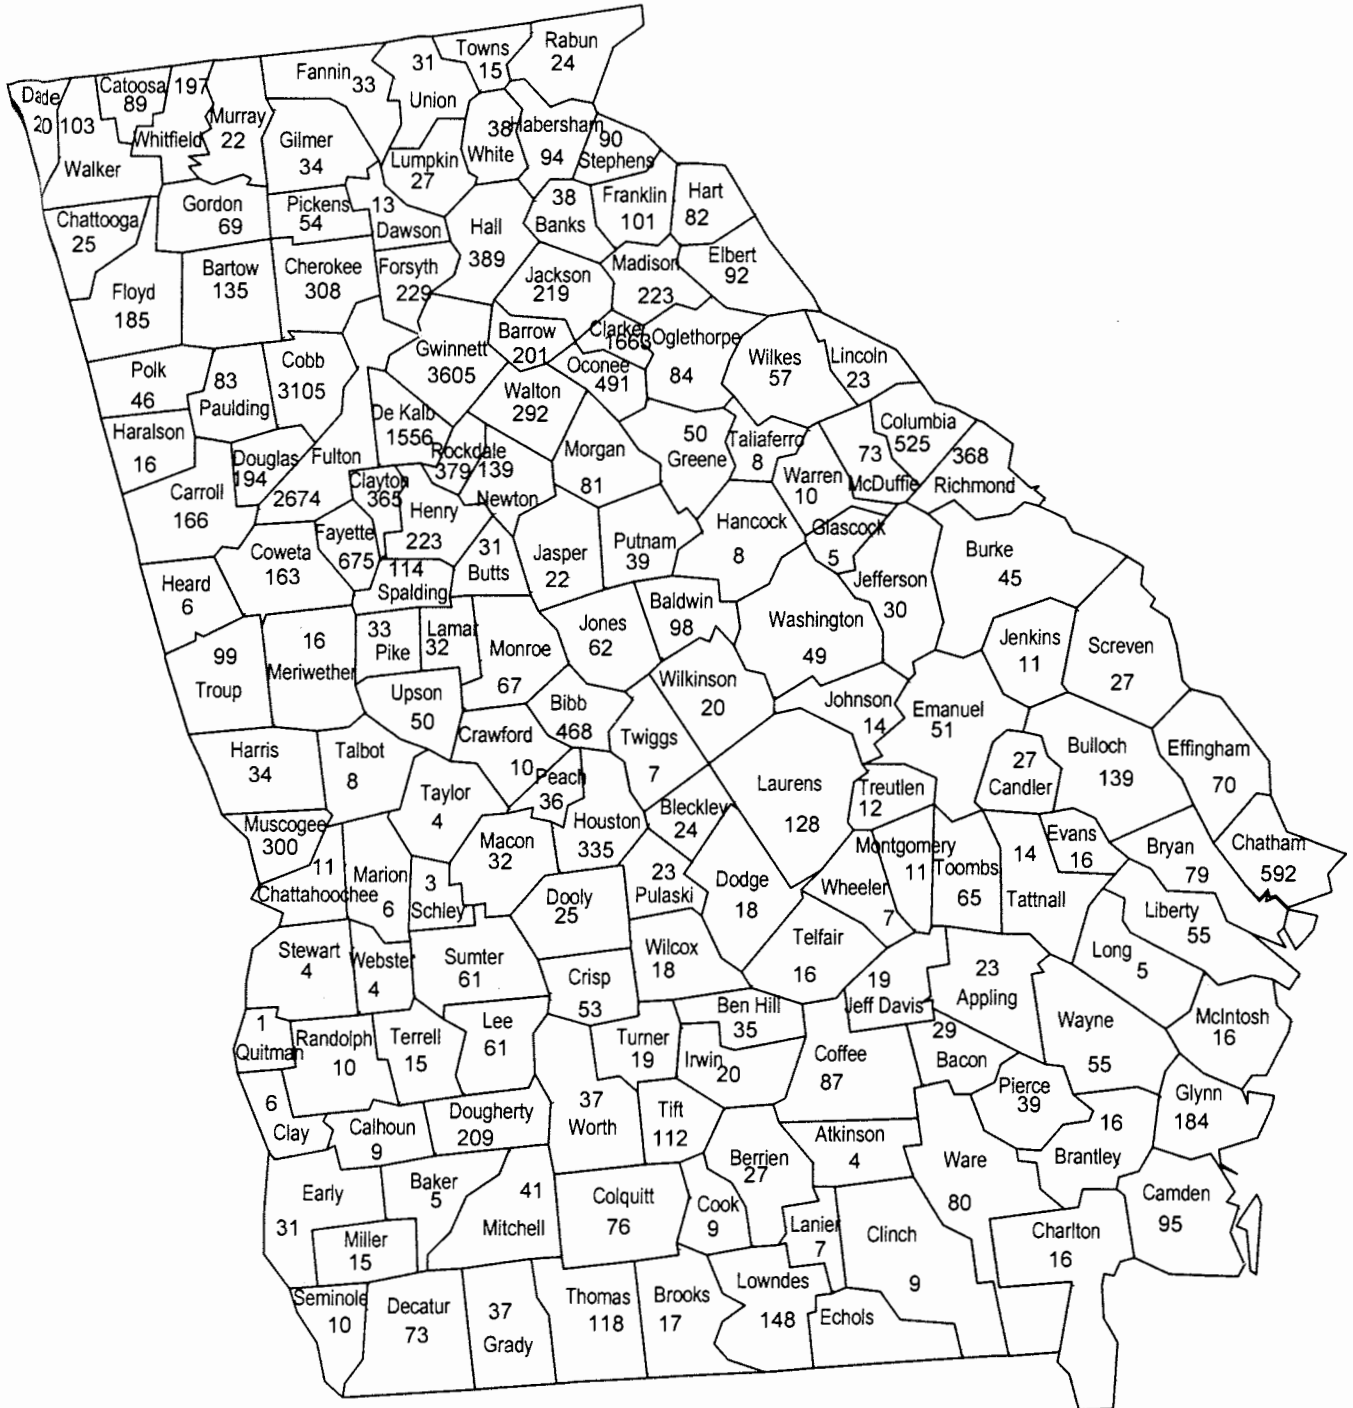 Dade
20
103
Walker
Catoosa
89
197
Whitfield
Murray
22
Fannin
33
Gilmer
34
31
Union
Towns
15
Rabun
24
38
White
Habersham
94
90
Stephens
Lumpkin
27
Chattooga
25
Gordon
69
Pickens
54
13
Dawson
Hall
389
38
Banks
Franklin
101
Hart
82
Floyd
185
Bartow
135
Cherokee
308
Forsyth
229
Jackson
219
Madison
223
Elbert
92
Polk
46
83
Paulding
Cobb
3105
Gwinnett
3605
Barrow
201
Clarke
1663
Oconee
491
Oglethorpe
84
Wilkes
57
Lincoln
23
Haralson
16
Douglas
194
Fulton
2674
De Kalb
1556
Rockdale
379
139
Newton
Walton
292
Morgan
81
50
Greene
Taliaferro
8
Columbia
525
73
McDuffie
368
Richmond
Warren
10
Carroll
166
Clayton
365
Henry
223
Fayette
675
Coweta
163
114
Spalding
31
Butts
Jasper
22
Putnam
39
Hancock
8
Glascock
5
Jefferson
30
Burke
45
Heard
6
99
Troup
16
Meriwether
33
Pike
Lamar
32
Monroe
67
Jones
62
Baldwin
98
Washington
49
Jenkins
11
Screven
27
Upson
50
Bibb
468
Wilkinson
20
Johnson
14
Emanuel
51
Harris
34
Talbot
8
Crawford
10
Peach
36
Twiggs
7
Laurens
128
Treutlen
12
27
Candler
Bulloch
139
Effingham
70
Taylor
4
Macon
32
Houston
335
Bleckley
24
Muscogee
300
11
Chattahoochee
Marion
6
3
Schley
Dooly
25
23
Pulaski
Dodge
18
Wheeler
7
Montgomery
11
Toombs
65
14
Tattnall
Evans
16
Bryan
79
Chatham
592
Liberty
55
Long
5
Stewart
4
Webster
4
Sumter
61
Crisp
53
Wilcox
18
Telfair
16
19
Jeff Davis
23
Appling
Wayne
55
McIntosh
16
1
Quitman
Randolph
10
Terrell
15
Lee
61
Turner
19
Ben Hill
35
Irwin
20
Coffee
87
29
Bacon
Pierce
39
Glynn
184
6
Clay
Calhoun
9
Dougherty
209
37
Worth
Tift
112
Atkinson
4
Ware
80
16
Brantley
Camden
95
Early
31
Baker
5
41
Mitchell
Colquitt
76
Berrien
27
Cook
9
Lanier
7
Clinch
9
Charlton
16
Miller
15
Seminole
10
Decatur
73
37
Grady
Thomas
118
Brooks
17
Lowndes
148
Echols